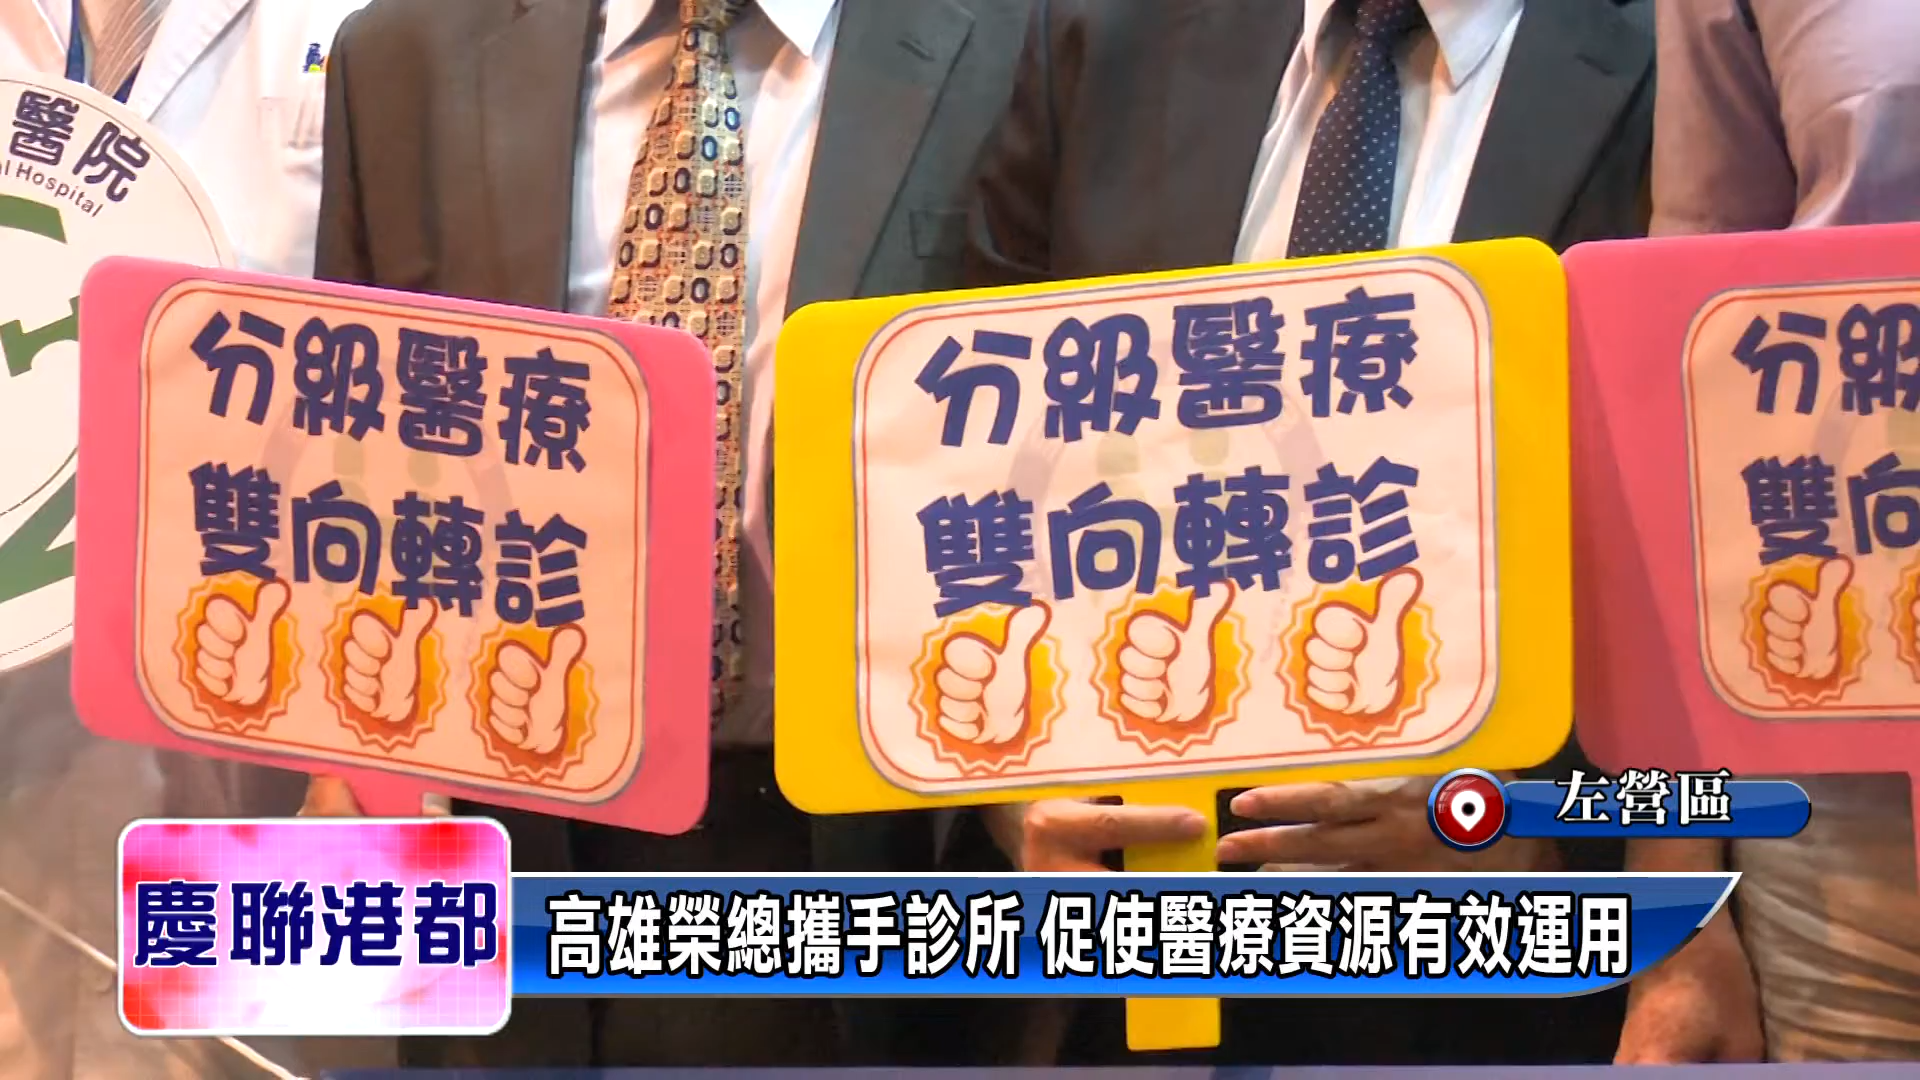 醫院
l Hospital
分級醫療
雙向轉診
分級醫療
雙向轉診
分級
雙向
左營區
慶聯港都
高雄榮總攜手診所 促使醫療資源有效運用